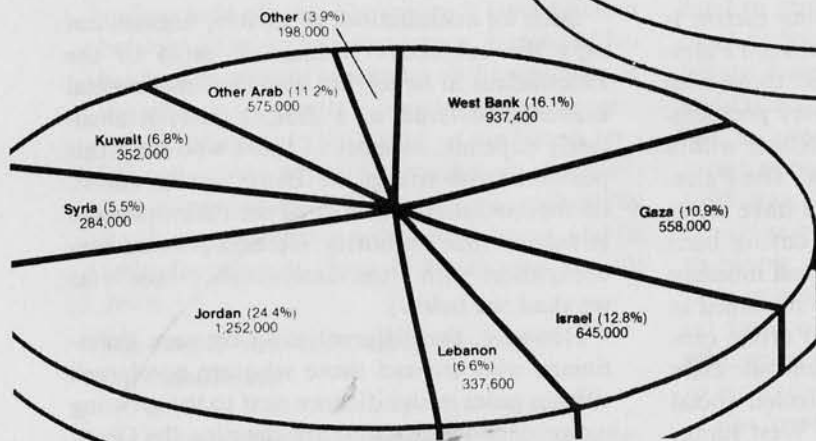 Other (3.9%)
198,000
Other Arab (11.2%)
575,000
West Bank (16.1%)
937,400
Kuwait (6.8%)
352,000
Syria (5.5%)
284,000
Gaza (10.9%)
558,000
Jordan (24.4%)
1,252,000
Israel (12.8%)
645,000
Lebanon
(6.6%)
337,600